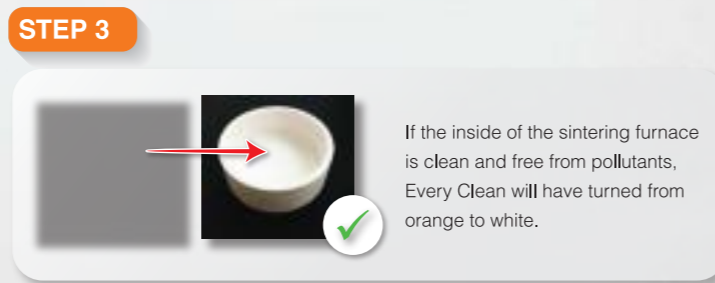 STEP 3
If the inside of the sintering furnace
is clean and free from pollutants,
Every Clean will have turned from
orange to white.